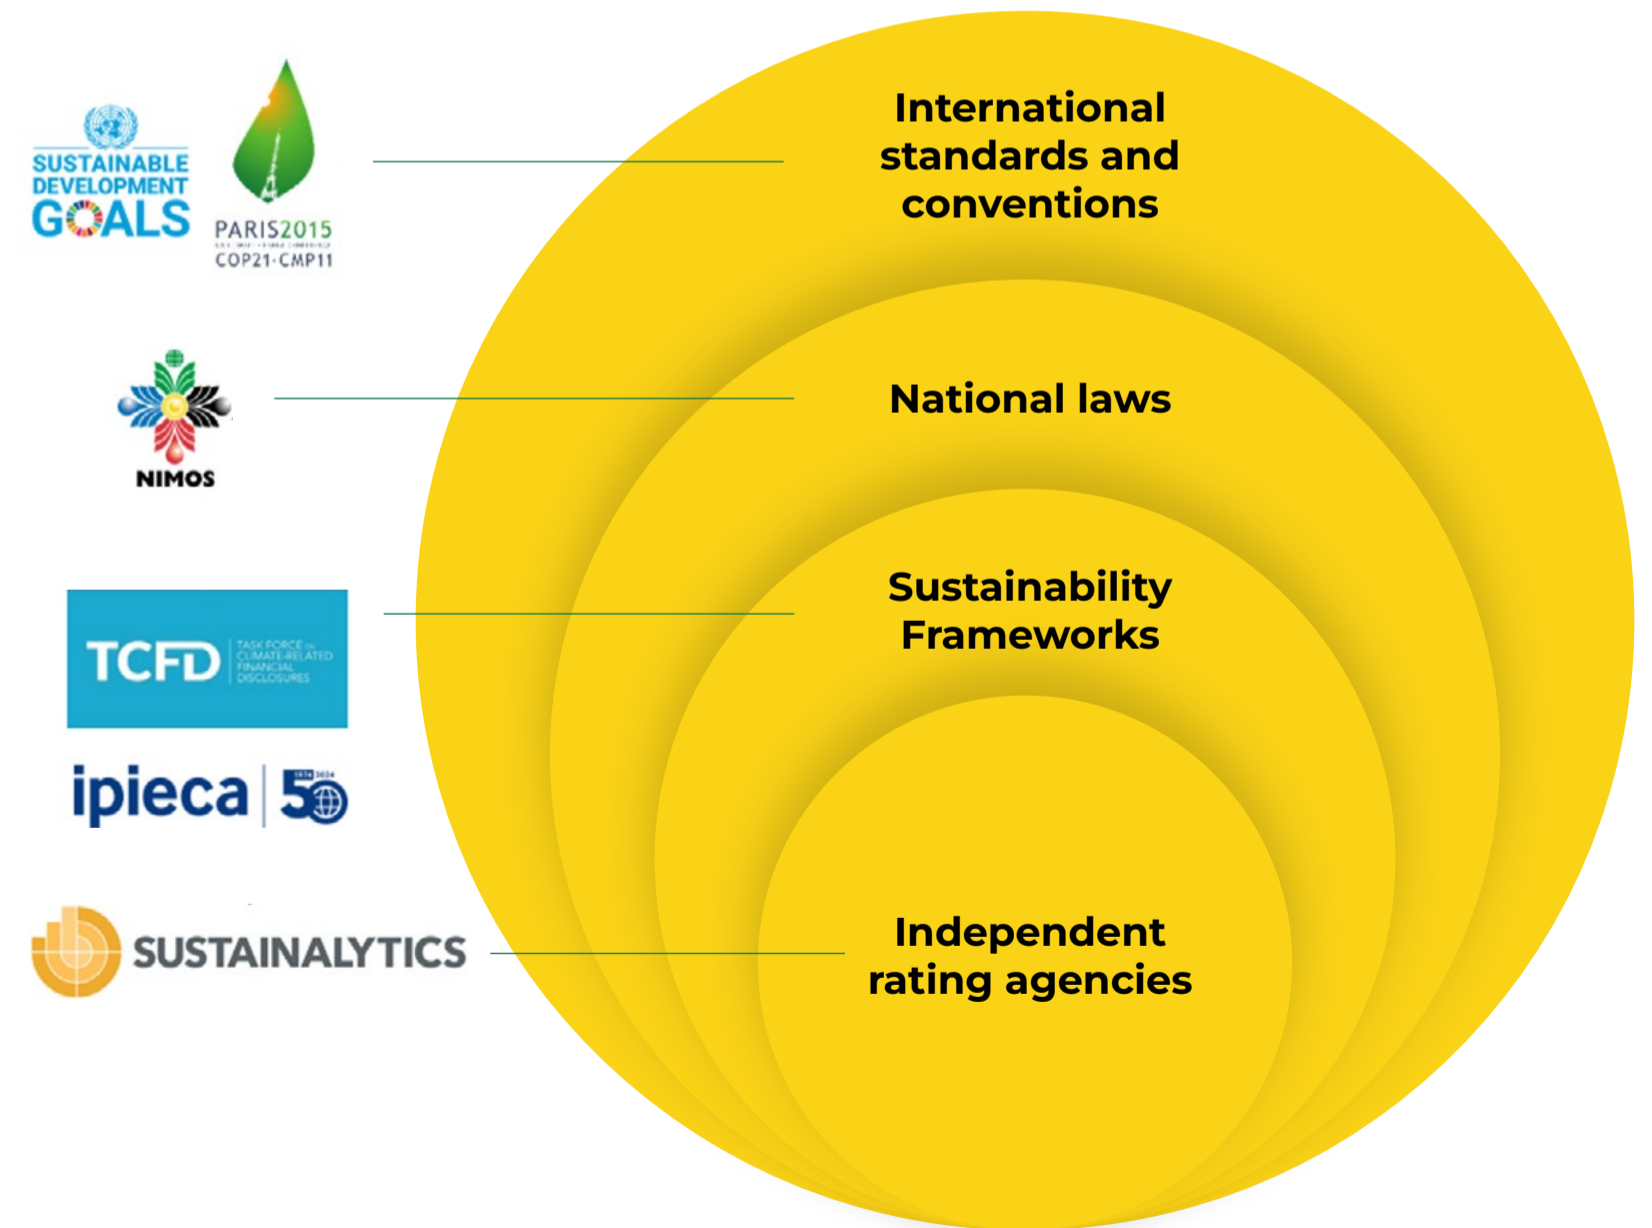 SUSTAINABLE
DEVELOPMENT
GOALS
PARIS2015
COP21·CMP11
International
standards and
conventions
NIMOS
National laws
TCFD
TASK FORCE ON
CLIMATE-RELATED
FINANCIAL
DISCLOSURES
Sustainability
Frameworks
ipieca
50
SUSTAINALYTICS
Independent
rating agencies